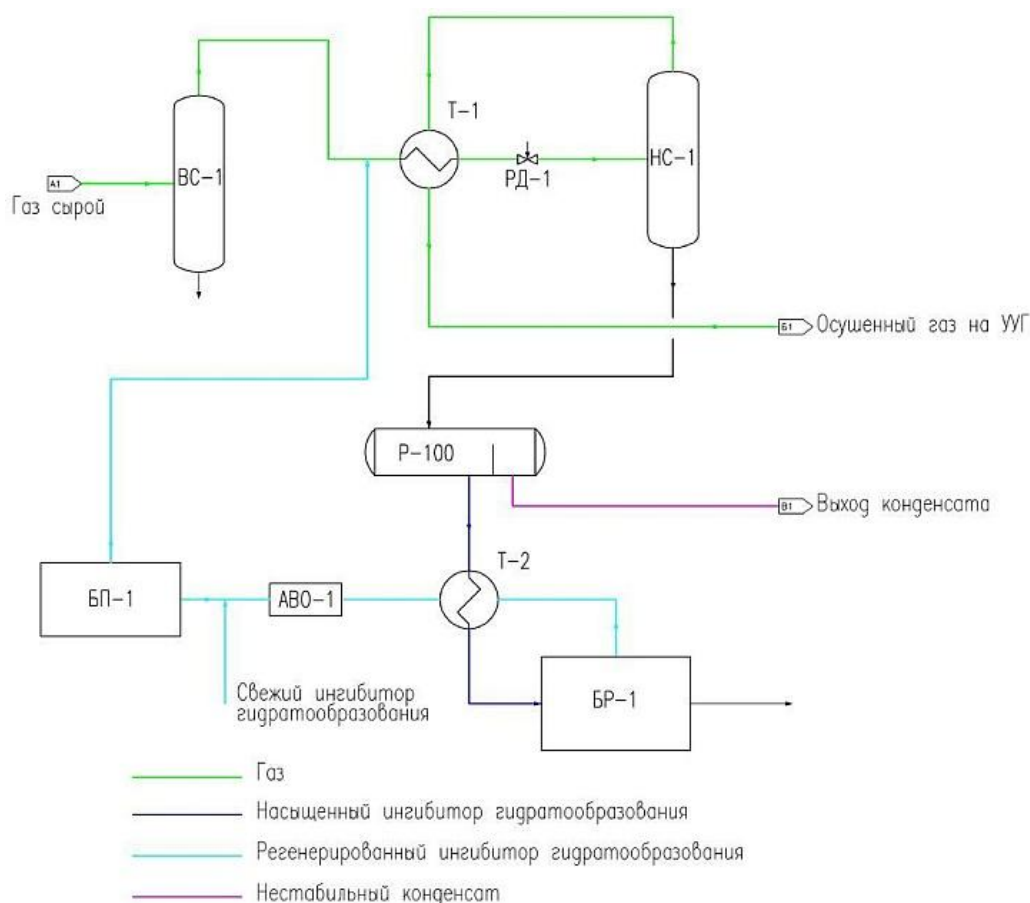 Т-1
ВС-1
НС-1
А1
РД-1
Газ сырой
Б1
Осушенный газ на УУГ
Р-100
В1
Выход конденсата
Т-2
БП-1
АВО-1
Свежий ингибитор
гидратообразования
БР-1
Газ
Насыщенный ингибитор гидратообразования
Регенерированный ингибитор гидратообразования
Нестабильный конденсат